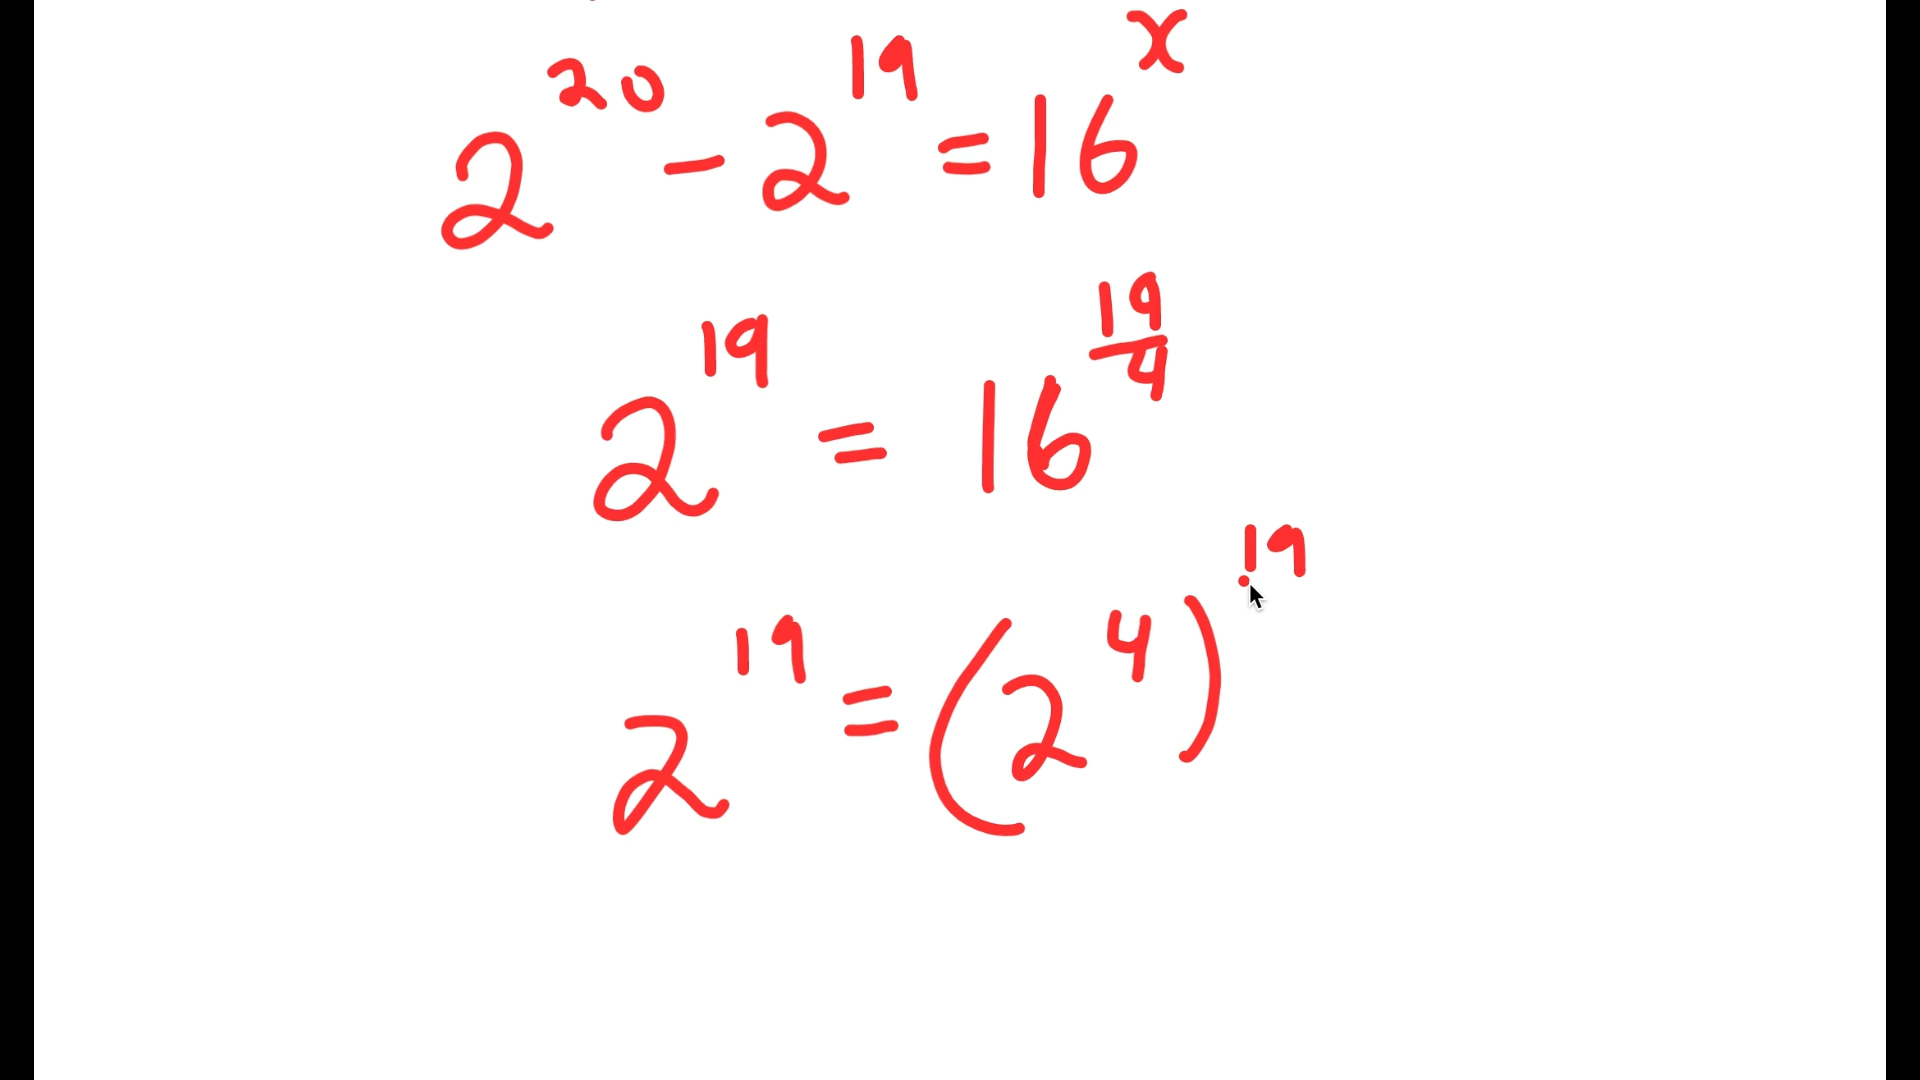 2^20 - 2^19 = 16^x
2^19 = 16^(19/4)
2^19 = (2^4)^19